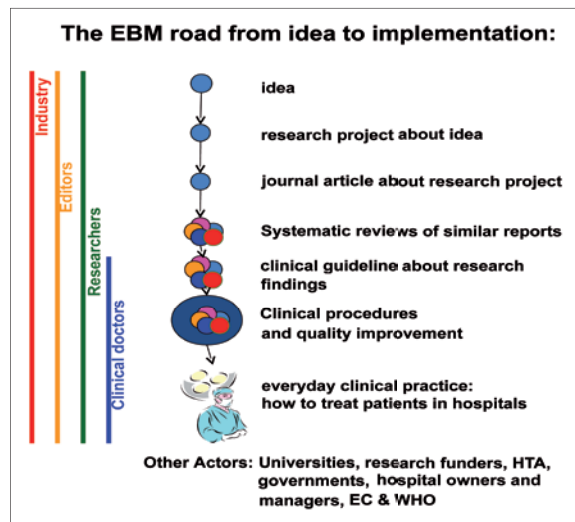 The EBM road from idea to implementation:
Industry
Editors
Researchers
Clinical doctors
idea
research project about idea
journal article about research project
Systematic reviews of similar reports
clinical guideline about research
findings
Clinical procedures
and quality improvement
everyday clinical practice:
how to treat patients in hospitals
Other Actors: Universities, research funders, HTA,
governments, hospital owners and
managers, EC & WHO